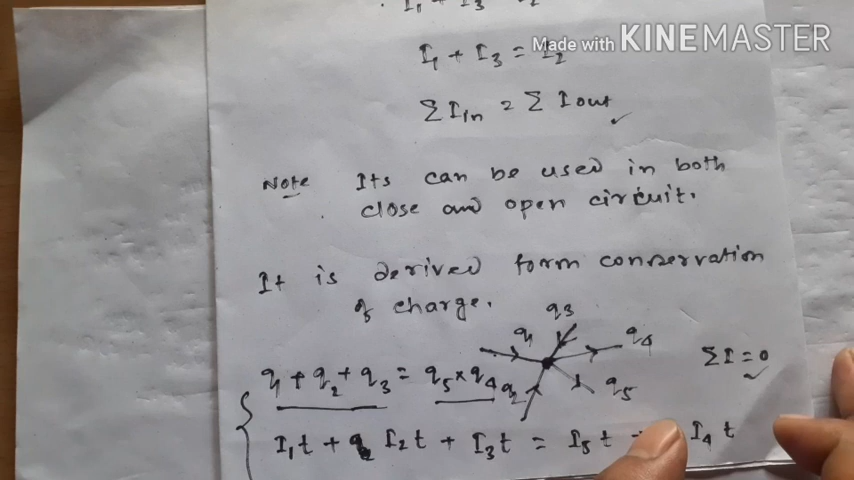 I₁ + I₃ = I₂
Made with KINEMASTER
Σ Iin = Σ Iout
Note Its can be used in both
close and open circuit.
It is derived form conservation
of charge.
q₃
q₁
q₄
q₁ + q₂ + q₃ = q₅ × q₄
q₂
q₅
ΣI = 0
I₁t + I₂t + I₃t = I₅t I₄t